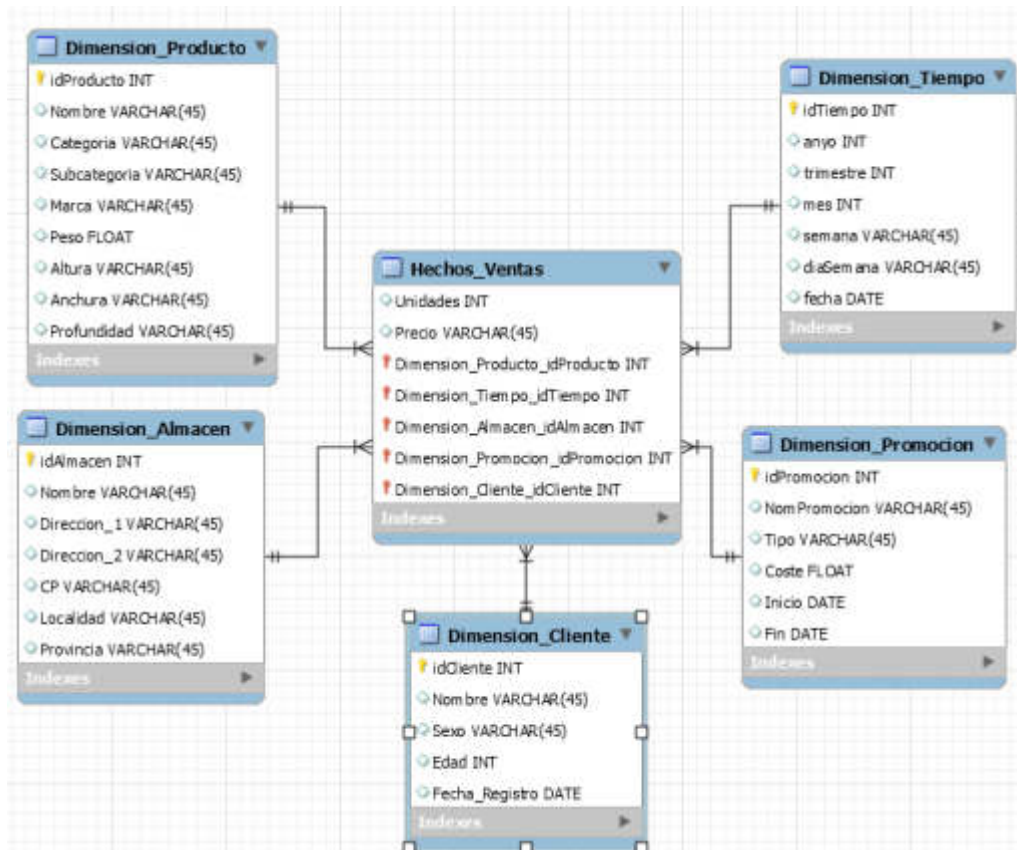 Dimension_Producto
idProducto INT
Nombre VARCHAR(45)
Categoria VARCHAR(45)
Subcategoria VARCHAR(45)
Marca VARCHAR(45)
Peso FLOAT
Altura VARCHAR(45)
Anchura VARCHAR(45)
Profundidad VARCHAR(45)
Indexes
Dimension_Tiempo
idTiempo INT
anyo INT
trimestre INT
mes INT
semana VARCHAR(45)
diaSemana VARCHAR(45)
fecha DATE
Indexes
Hechos_Ventas
Unidades INT
Precio VARCHAR(45)
Dimension_Producto_idProducto INT
Dimension_Tiempo_idTiempo INT
Dimension_Almacen_idAlmacen INT
Dimension_Promocion_idPromocion INT
Dimension_Cliente_idCliente INT
Indexes
Dimension_Almacen
idAlmacen INT
Nombre VARCHAR(45)
Direccion_1 VARCHAR(45)
Direccion_2 VARCHAR(45)
CP VARCHAR(45)
Localidad VARCHAR(45)
Provincia VARCHAR(45)
Indexes
Dimension_Promocion
idPromocion INT
NomPromocion VARCHAR(45)
Tipo VARCHAR(45)
Coste FLOAT
Inicio DATE
Fin DATE
Indexes
Dimension_Cliente
idCliente INT
Nombre VARCHAR(45)
Sexo VARCHAR(45)
Edad INT
Fecha_Registro DATE
Indexes